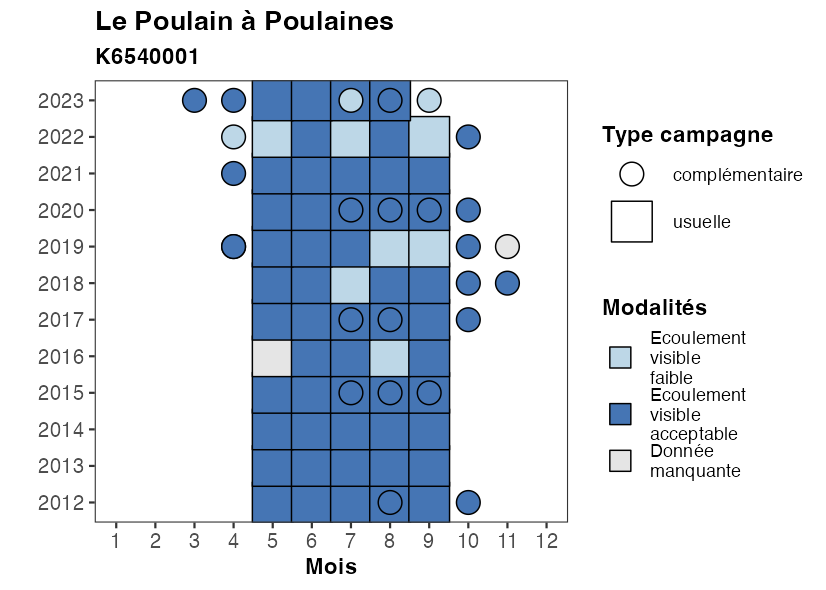 Le Poulain à Poulaines
K6540001
2023
2022
2021
2020
2019
2018
2017
2016
2015
2014
2013
2012
1 2 3 4 5 6 7 8 9 10 11 12
Mois
Type campagne
complémentaire
usuelle
Modalités
Ecoulement
visible
faible
Ecoulement
visible
acceptable
Donnée
manquante